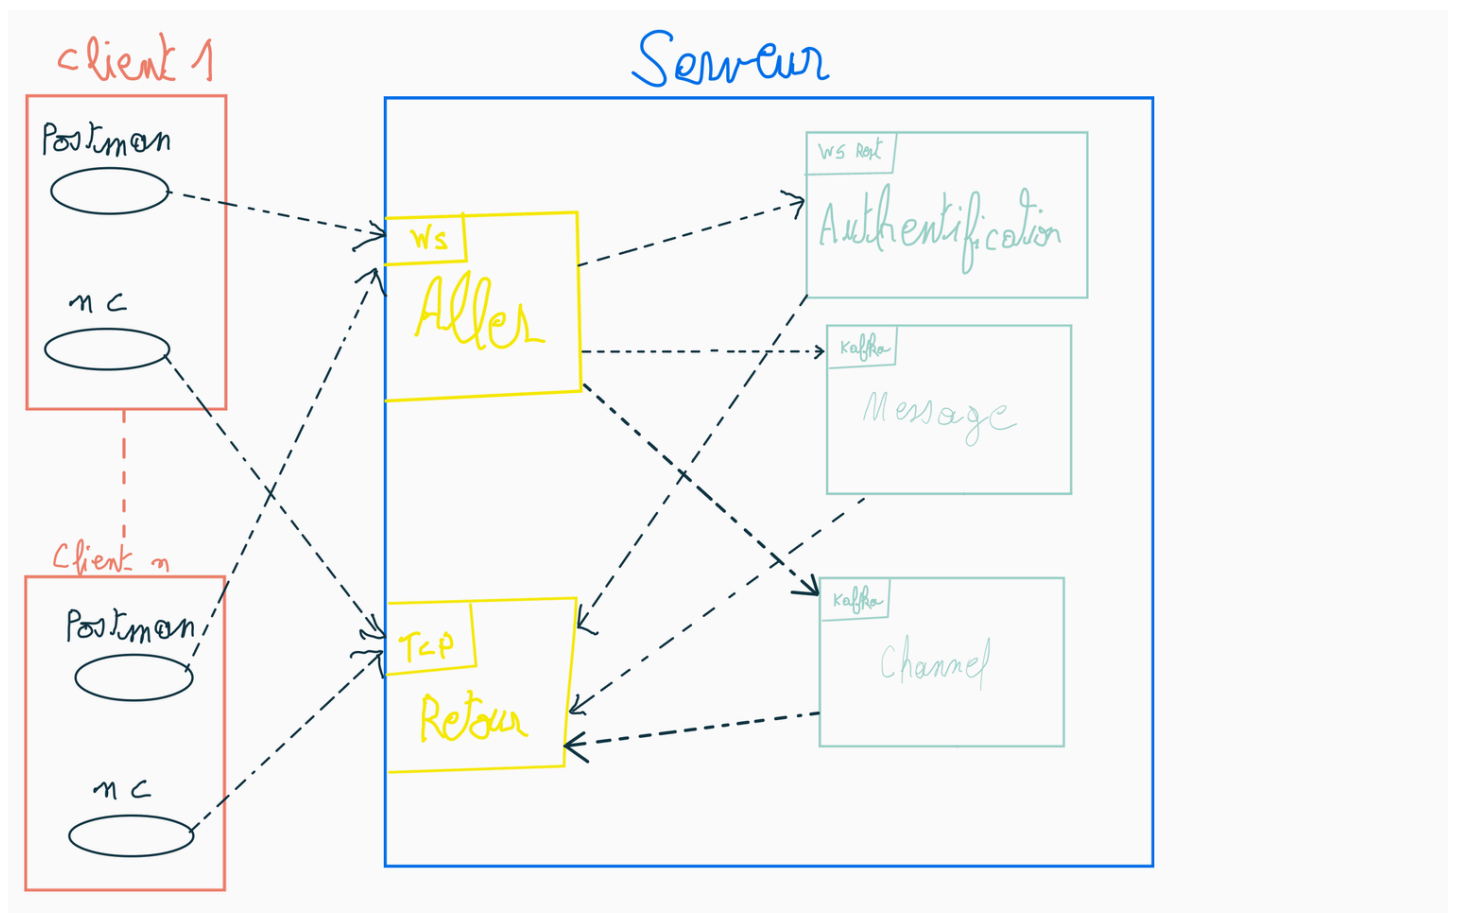 Client 1
Serveur
Postman
nc
WS
Aller
WS Rest
Authentification
Kafka
Message
Client n
Postman
nc
TCP
Retour
Kafka
Channel